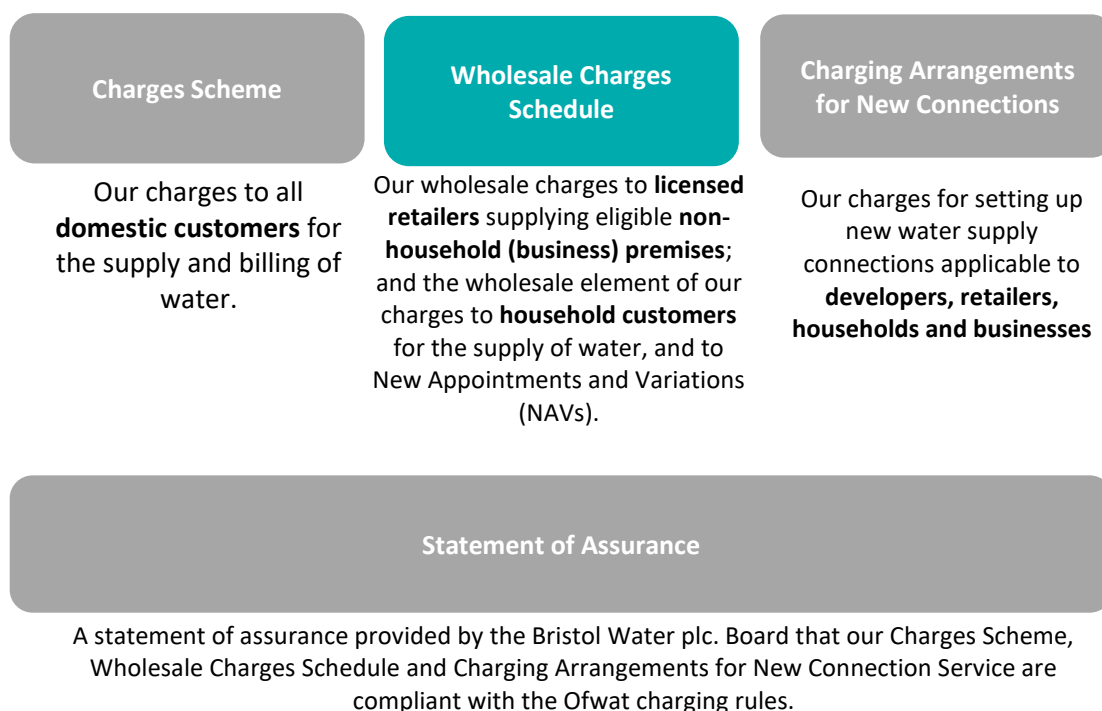 Charges Scheme
Our charges to all
domestic customers for
the supply and billing of
water.
Wholesale Charges
Schedule
Our wholesale charges to licensed
retailers supplying eligible non-
household (business) premises;
and the wholesale element of our
charges to household customers
for the supply of water, and to
New Appointments and Variations
(NAVs).
Charging Arrangements
for New Connections
Our charges for setting up
new water supply
connections applicable to
developers, retailers,
households and businesses
Statement of Assurance
A statement of assurance provided by the Bristol Water plc. Board that our Charges Scheme,
Wholesale Charges Schedule and Charging Arrangements for New Connection Service are
compliant with the Ofwat charging rules.